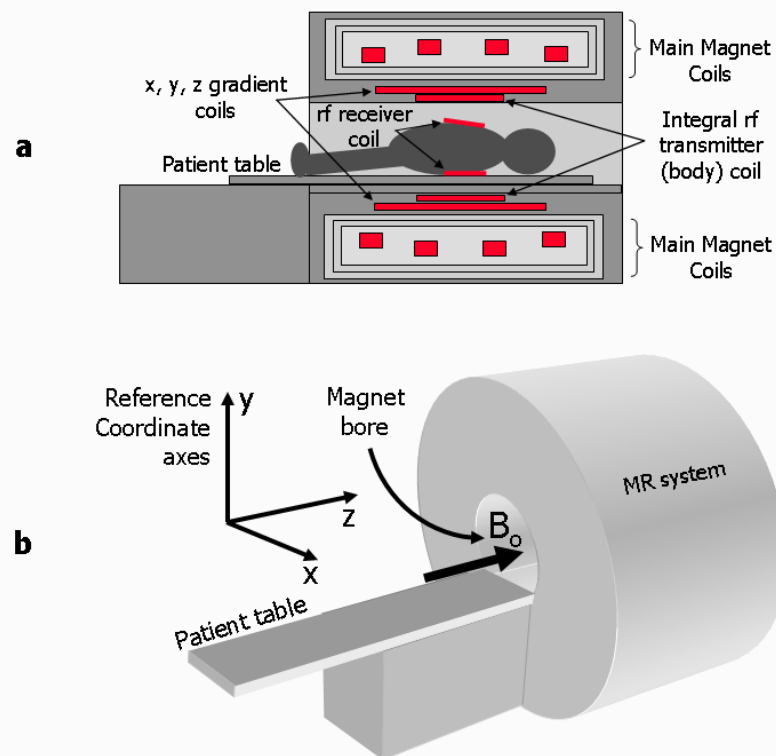 Main Magnet
Coils
x, y, z gradient
coils
rf receiver
coil
Integral rf
transmitter
(body) coil
a
Patient table
Main Magnet
Coils
Reference
Coordinate
axes
y
z
x
Magnet
bore
MR system
B₀
b
Patient table